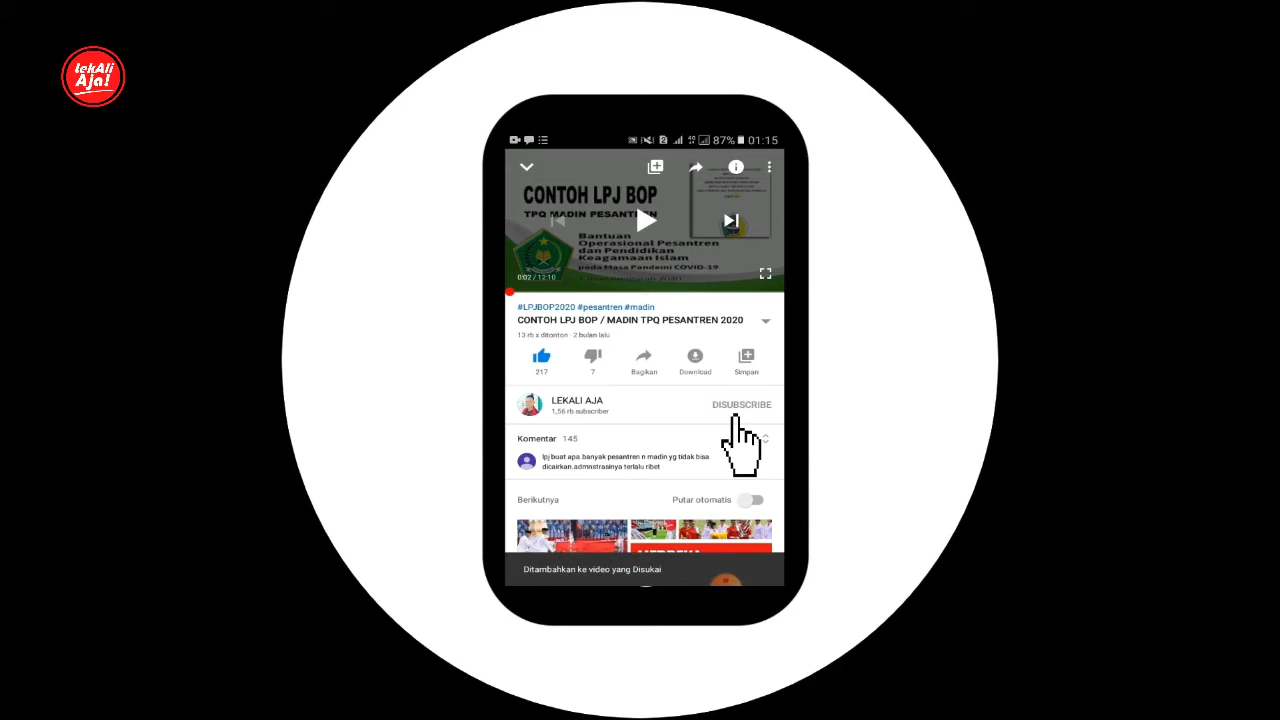 lekAli
Aja!
87% 01:15
CONTOH LPJ BOP
TPQ MADIN PESANTREN
Bantuan
Operasional Pesantren
dan Pendidikan
Keagamaan Islam
pada Masa Pandemi COVID-19
0:02 / 12:10
#LPJBOP2020 #pesantren #madin
CONTOH LPJ BOP / MADIN TPQ PESANTREN 2020
13 rb x ditonton · 2 bulan lalu
217 7 Bagikan Download Simpan
LEKALI AJA
DISUBSCRIBE
1,56 rb subscriber
Komentar 145
lpj buat apa.banyak pesantren n madin yg tidak bisa
dicairkan.admnstrasinya terlalu ribet
Berikutnya Putar otomatis
MERDEKA
Ditambahkan ke video yang Disukai